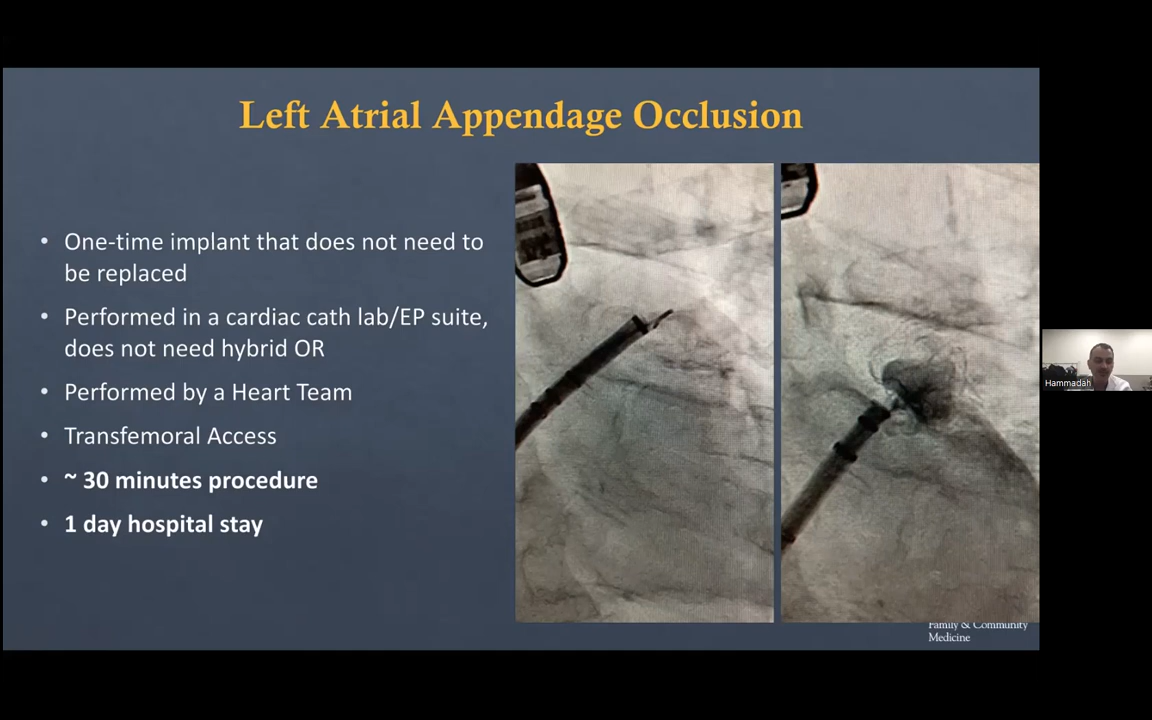 Left Atrial Appendage Occlusion
• One-time implant that does not need to
be replaced
• Performed in a cardiac cath lab/EP suite,
does not need hybrid OR
• Performed by a Heart Team
• Transfemoral Access
• ~ 30 minutes procedure
• 1 day hospital stay
Family & Community
Medicine
Hammadah